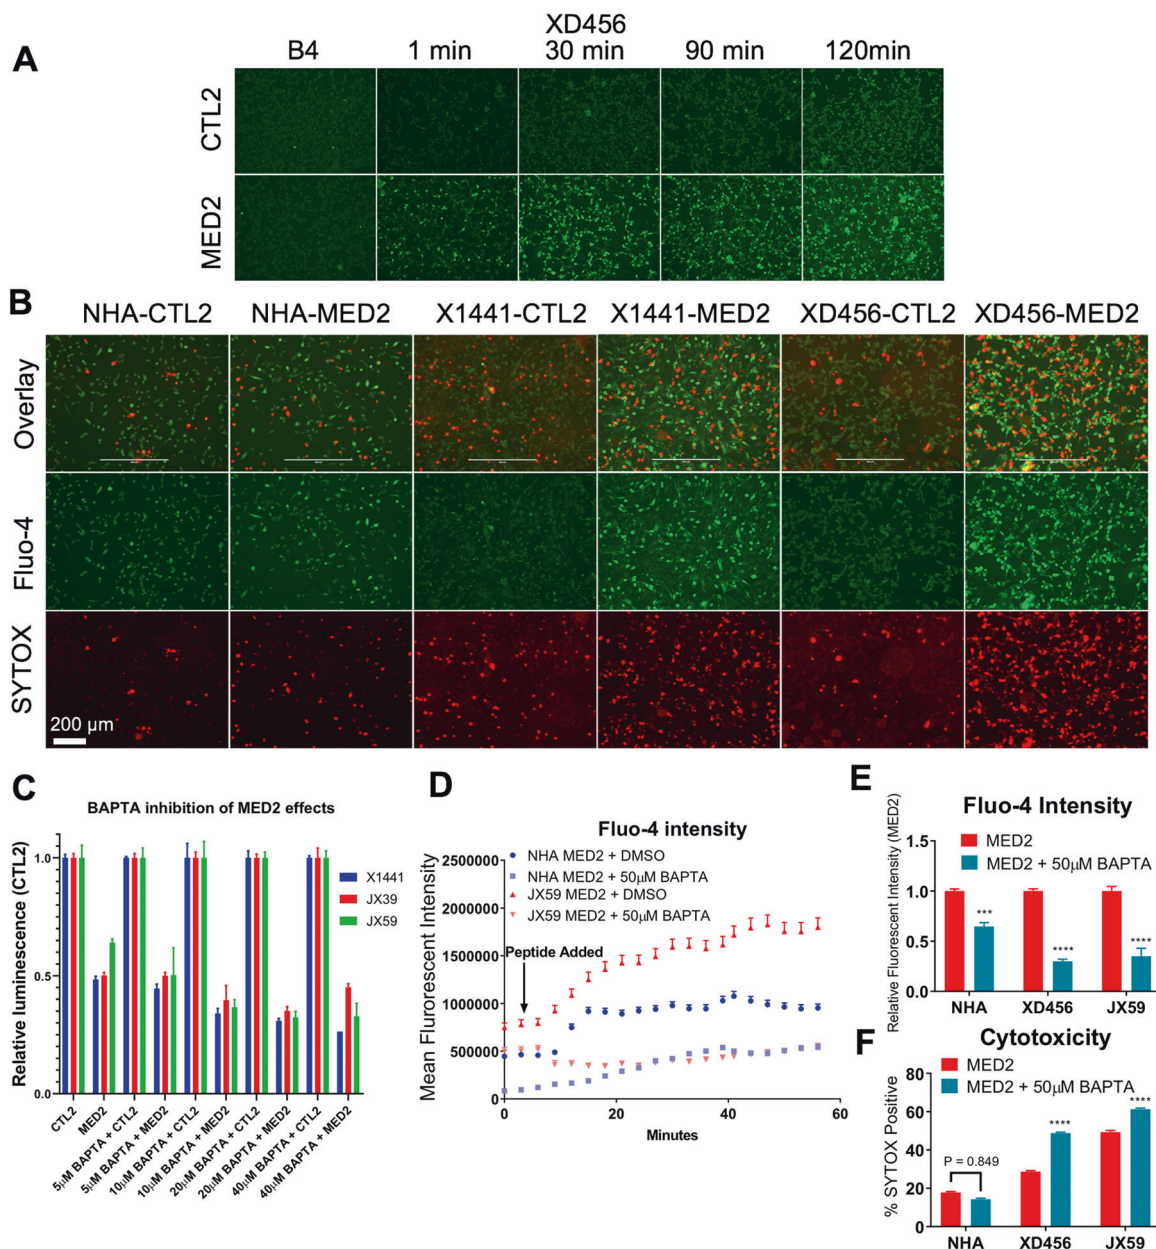 A
XD456
B4 1 min 30 min 90 min 120min
CTL2
MED2
B
NHA-CTL2 NHA-MED2 X1441-CTL2 X1441-MED2 XD456-CTL2 XD456-MED2
Overlay
Fluo-4
SYTOX
200 µm
C
BAPTA inhibition of MED2 effects
Relative luminescence (CTL2)
1.0
0.5
0.0
X1441
JX39
JX59
CTL2
MED2
5µM BAPTA + CTL2
5µM BAPTA + MED2
10µM BAPTA + CTL2
10µM BAPTA + MED2
20µM BAPTA + CTL2
20µM BAPTA + MED2
40µM BAPTA + CTL2
40µM BAPTA + MED2
D
Fluo-4 intensity
Mean Flurorescent Intensity
2500000
2000000
1500000
1000000
500000
0
NHA MED2 + DMSO
NHA MED2 + 50µM BAPTA
JX59 MED2 + DMSO
JX59 MED2 + 50µM BAPTA
Peptide Added
0 20 40 60
Minutes
E
Fluo-4 Intensity
Relative Fluorescent Intensity (MED2)
1.5
1.0
0.5
0.0
MED2
MED2 + 50µM BAPTA
***
****
****
NHA XD456 JX59
F
Cytotoxicity
% SYTOX Positive
80
60
40
20
0
MED2
MED2 + 50µM BAPTA
P = 0.849
****
****
NHA XD456 JX59